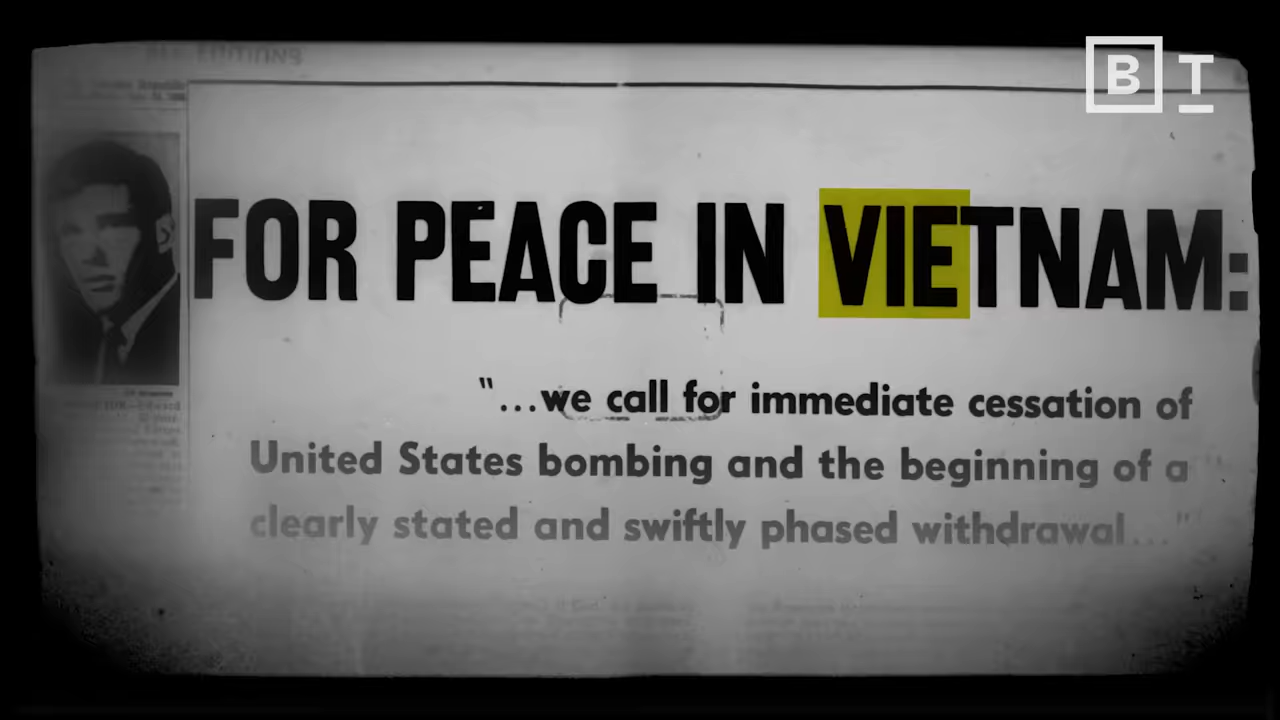 B T
FOR PEACE IN VIETNAM:
"...we call for immediate cessation of
United States bombing and the beginning of a
clearly stated and swiftly phased withdrawal..."